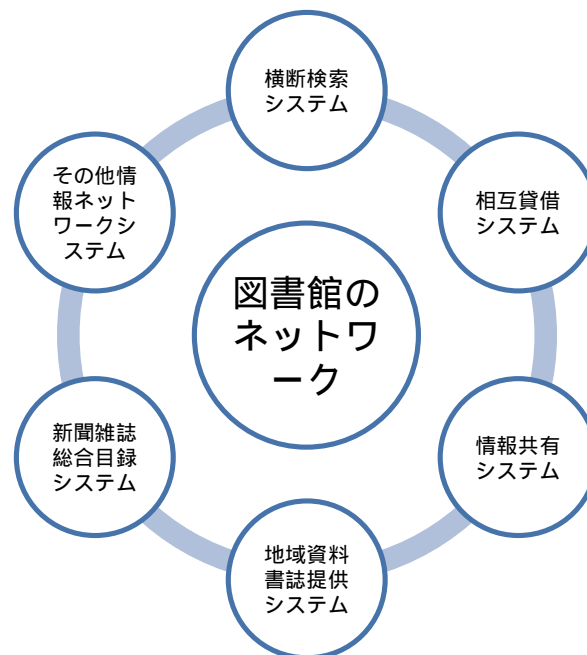 横断検索
システム
相互貸借
システム
情報共有
システム
地域資料
書誌提供
システム
新聞雑誌
総合目録
システム
その他情
報ネット
ワークシ
ステム
図書館の
ネットワ
ーク